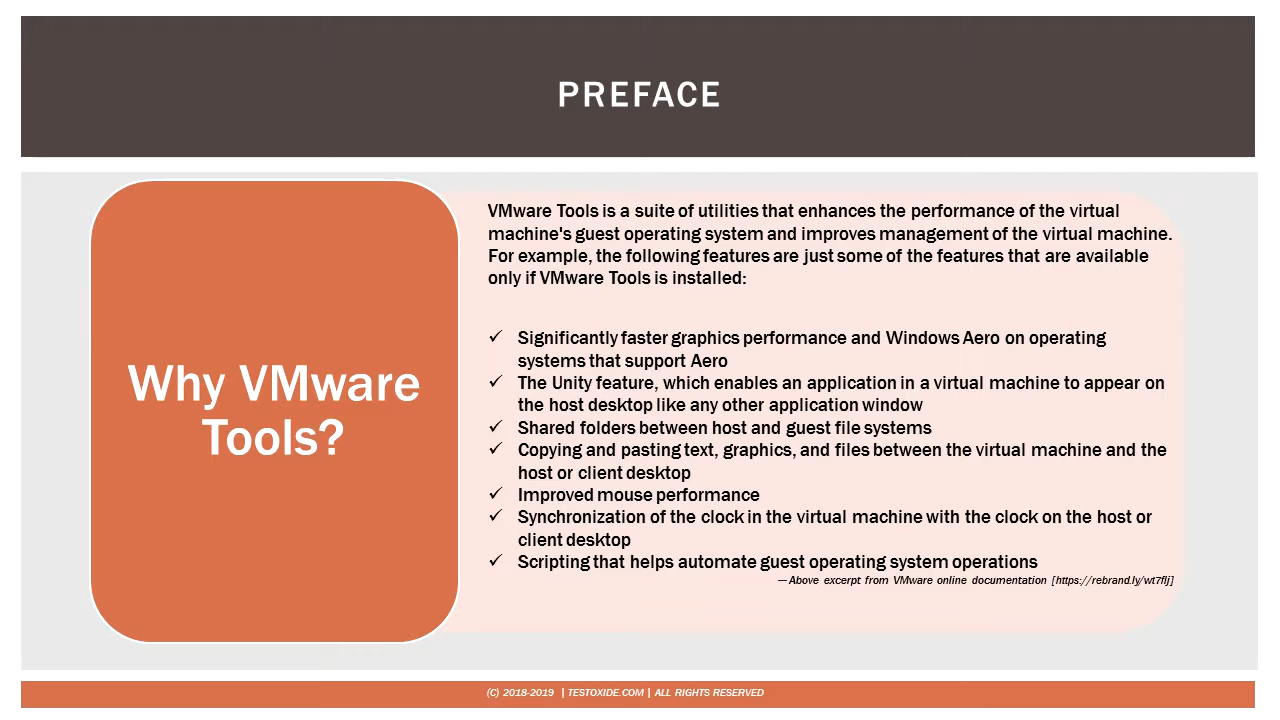 PREFACE
Why VMware
Tools?
VMware Tools is a suite of utilities that enhances the performance of the virtual
machine's guest operating system and improves management of the virtual machine.
For example, the following features are just some of the features that are available
only if VMware Tools is installed:
✓ Significantly faster graphics performance and Windows Aero on operating
systems that support Aero
✓ The Unity feature, which enables an application in a virtual machine to appear on
the host desktop like any other application window
✓ Shared folders between host and guest file systems
✓ Copying and pasting text, graphics, and files between the virtual machine and the
host or client desktop
✓ Improved mouse performance
✓ Synchronization of the clock in the virtual machine with the clock on the host or
client desktop
✓ Scripting that helps automate guest operating system operations
—Above excerpt from VMware online documentation [https://rebrand.ly/wt7flj]
(C) 2018-2019 | TESTOXIDE.COM | ALL RIGHTS RESERVED